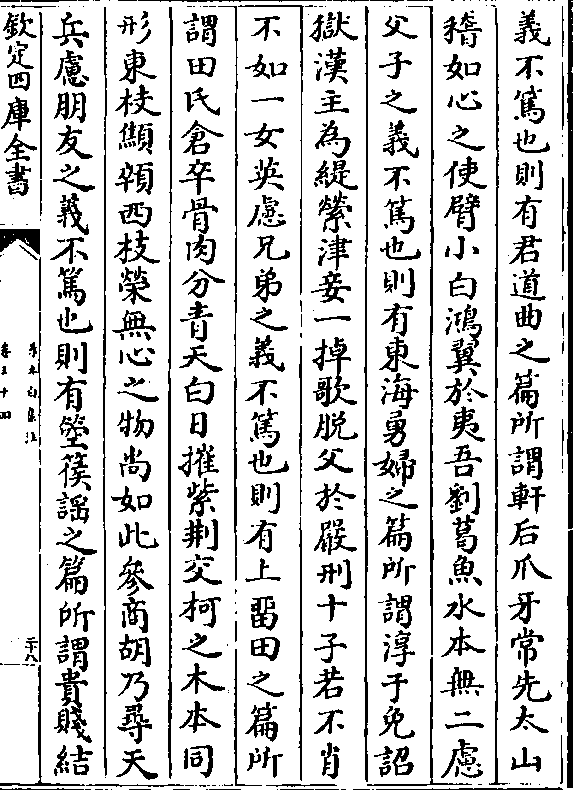 義不篤也則有君道曲之篇所謂軒后爪牙常先太山
稽如心之使臂小白鴻翼於夷吾劉葛魚水本無二慮
父子之義不篤也則有東海勇婦之篇所謂淳于免詔
獄漢主為緹縈津妾一掉歌脱父於嚴刑十子若不肖
不如一女英慮兄弟之義不篤也則有上留田之篇所
謂田氏倉卒骨肉分青天白日摧紫荆交柯之木本同
形東枝顦顇西枝榮無心之物尚如此參商胡乃尋天
兵慮朋友之義不篤也則有箜篌謡之篇所謂貴賤結
欽定四庫全書
李太白集注
卷三十四
二十八